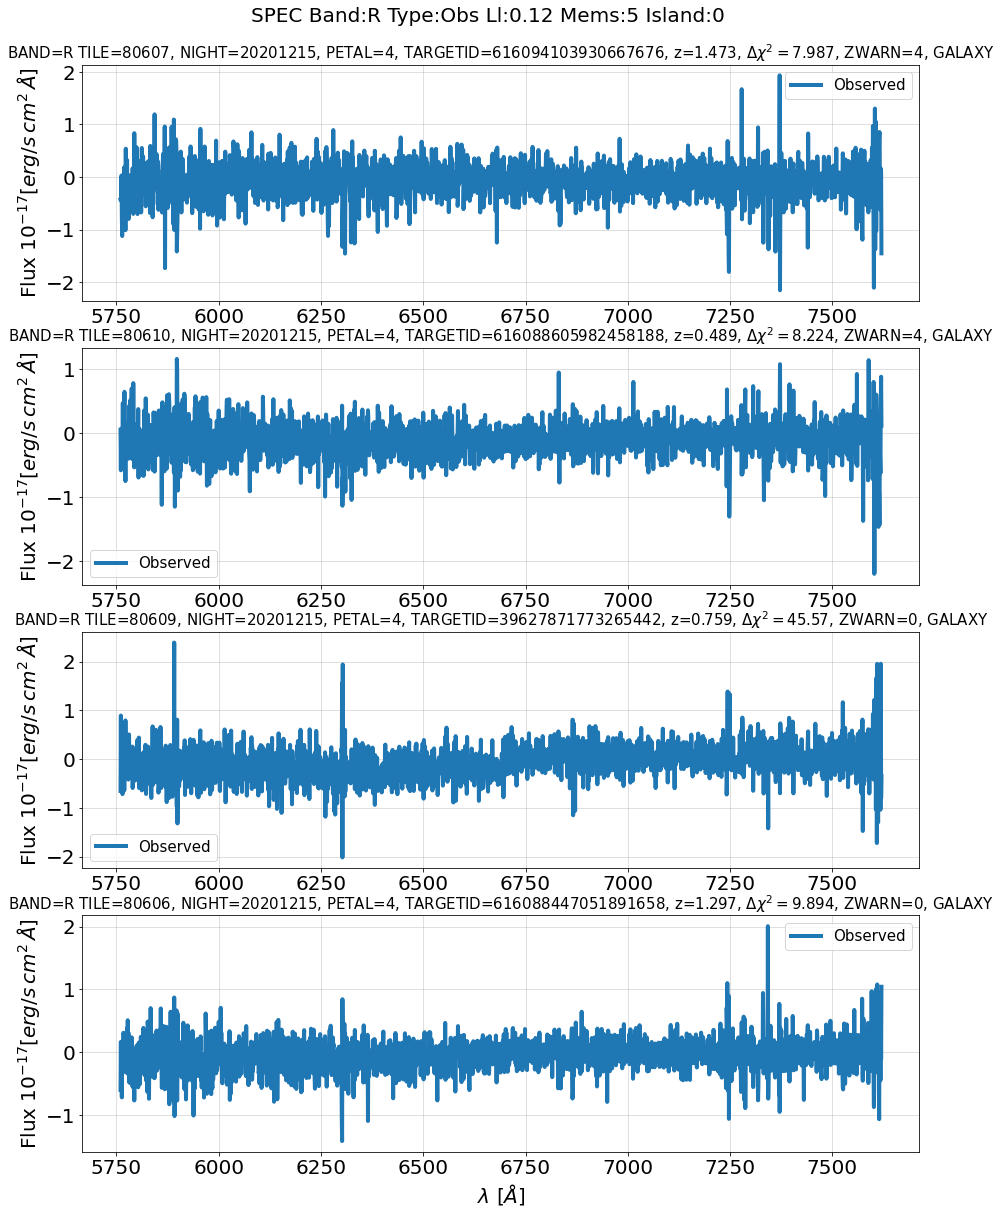 SPEC Band:R Type:Obs Ll:0.12 Mems:5 Island:0
BAND=R TILE=80607, NIGHT=20201215, PETAL=4, TARGETID=616094103930667676, z=1.473, Δχ² = 7.987, ZWARN=4, GALAXY
Flux 10⁻¹⁷[erg/s cm² Å]
2
1
0
−1
−2
Observed
5750 6000 6250 6500 6750 7000 7250 7500
BAND=R TILE=80610, NIGHT=20201215, PETAL=4, TARGETID=616088605982458188, z=0.489, Δχ² = 8.224, ZWARN=4, GALAXY
Flux 10⁻¹⁷[erg/s cm² Å]
1
0
−1
−2
Observed
5750 6000 6250 6500 6750 7000 7250 7500
BAND=R TILE=80609, NIGHT=20201215, PETAL=4, TARGETID=39627871773265442, z=0.759, Δχ² = 45.57, ZWARN=0, GALAXY
Flux 10⁻¹⁷[erg/s cm² Å]
2
1
0
−1
−2
Observed
5750 6000 6250 6500 6750 7000 7250 7500
BAND=R TILE=80606, NIGHT=20201215, PETAL=4, TARGETID=616088447051891658, z=1.297, Δχ² = 9.894, ZWARN=0, GALAXY
Flux 10⁻¹⁷[erg/s cm² Å]
2
1
0
−1
Observed
5750 6000 6250 6500 6750 7000 7250 7500
λ [Å]